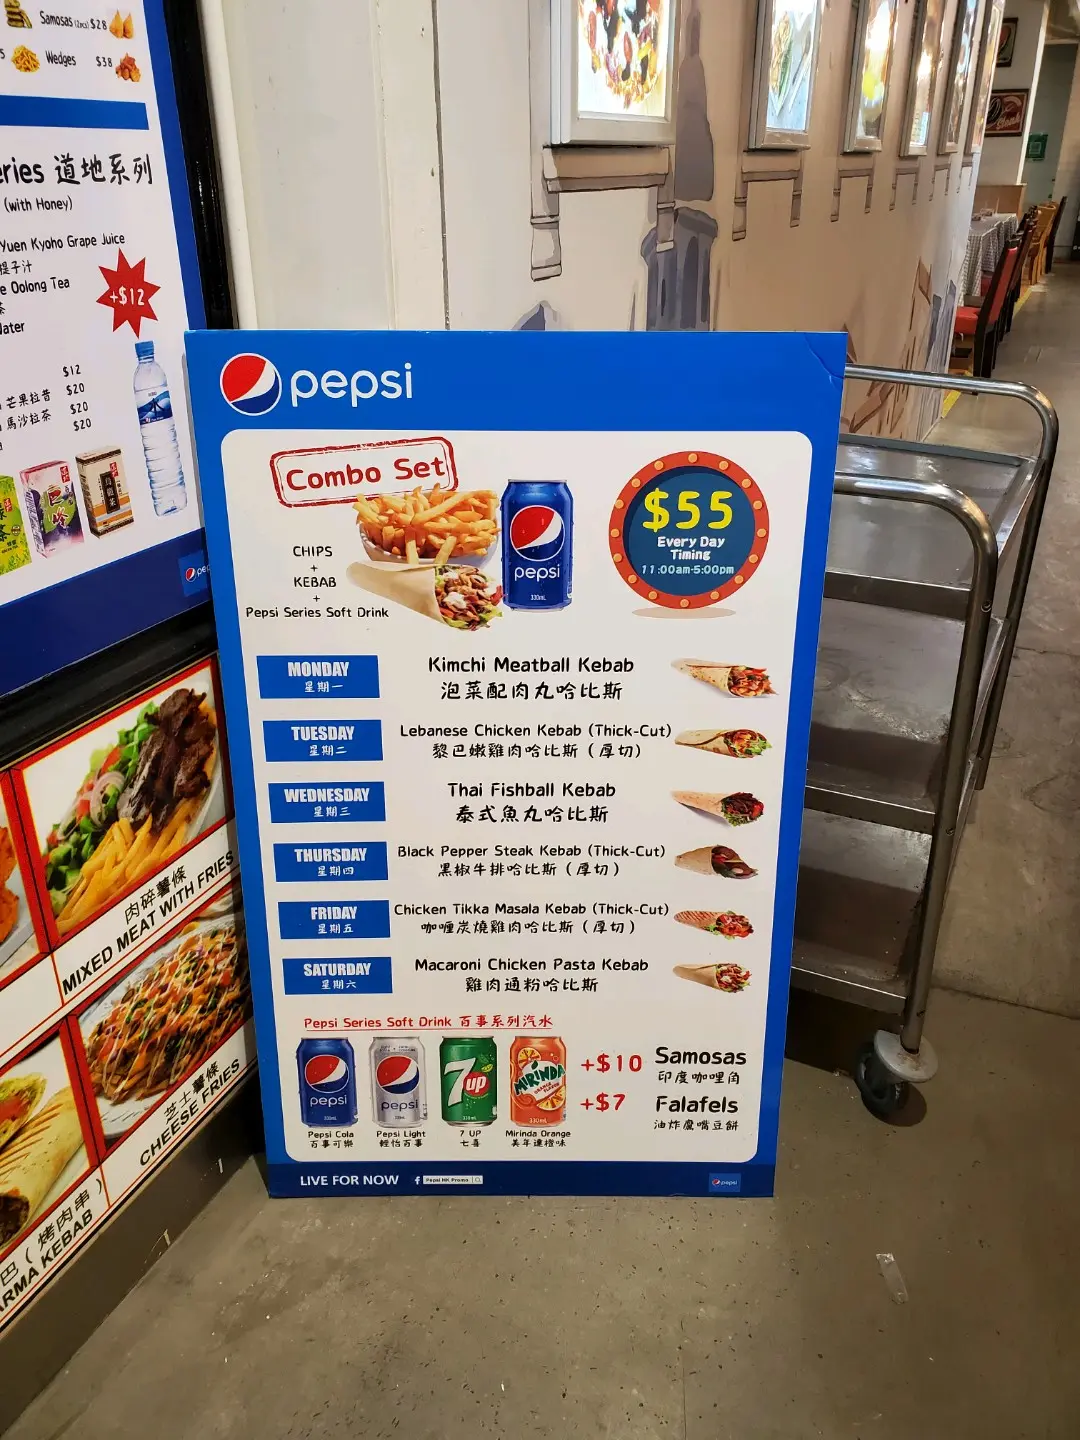 Samosas (2pcs) $28
Wedges $38
道地系列
(with Honey)
Yuen Kyoho Grape Juice
提子汁
Oolong Tea
茶
+$12
$12
芒果拉昔 $20
馬沙拉茶 $20
$20
pepsi
Combo Set
CHIPS
+
KEBAB
+
Pepsi Series Soft Drink
pepsi
330mL
$55
Every Day
Timing
11:00am-5:00pm
MONDAY
星期一
Kimchi Meatball Kebab
泡菜配肉丸哈比斯
TUESDAY
星期二
Lebanese Chicken Kebab (Thick-Cut)
黎巴嫩雞肉哈比斯 (厚切)
WEDNESDAY
星期三
Thai Fishball Kebab
泰式魚丸哈比斯
THURSDAY
星期四
Black Pepper Steak Kebab (Thick-Cut)
黑椒牛排哈比斯 (厚切)
FRIDAY
星期五
Chicken Tikka Masala Kebab (Thick-Cut)
咖喱炭燒雞肉哈比斯 (厚切)
SATURDAY
星期六
Macaroni Chicken Pasta Kebab
雞肉通粉哈比斯
Pepsi Series Soft Drink 百事系列汽水
pepsi
pepsi
7up
MIRINDA
Pepsi Cola
百事可樂
Pepsi Light
輕怡百事
7 UP
七喜
Mirinda Orange
美年達橙味
+$10 Samosas
印度咖哩角
+$7 Falafels
油炸鷹嘴豆餅
LIVE FOR NOW
f Pepsi HK Promo
pepsi
肉碎薯條
MIXED MEAT WITH FRIES
芝士薯條
CHEESE FRIES
巴 (烤肉串)
KEBAB